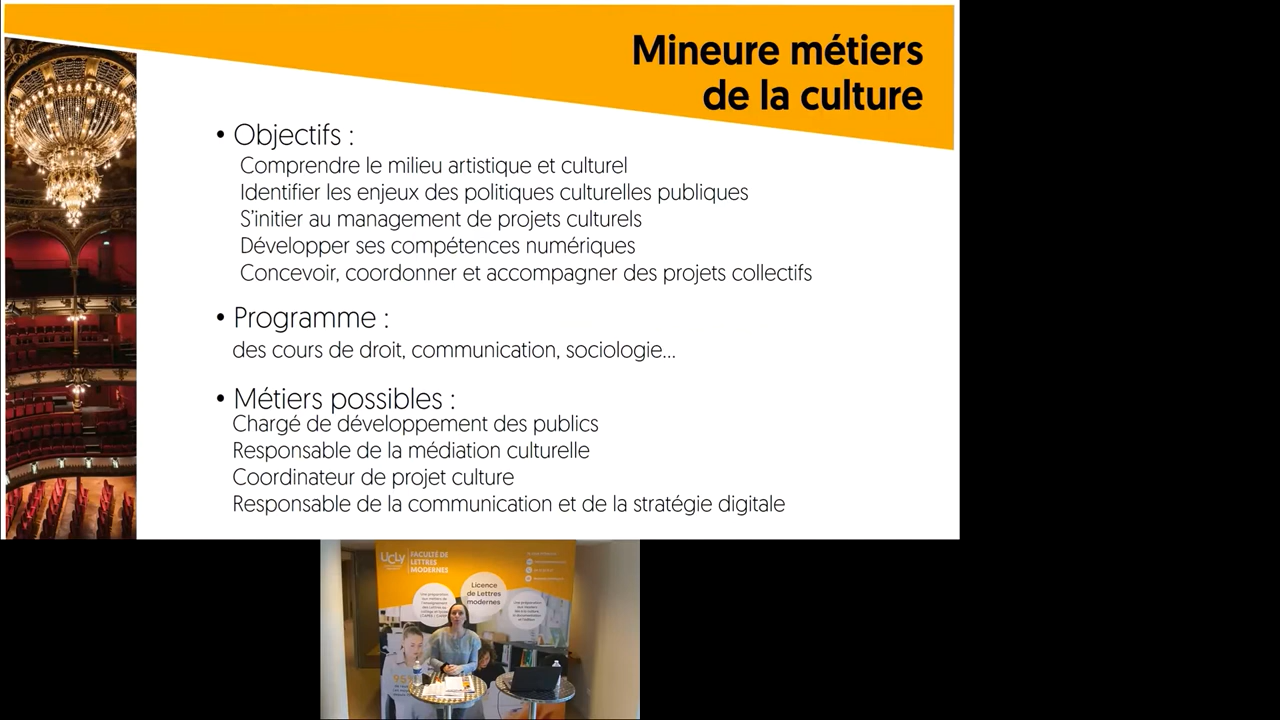 Mineure métiers
de la culture
• Objectifs :
Comprendre le milieu artistique et culturel
Identifier les enjeux des politiques culturelles publiques
S'initier au management de projets culturels
Développer ses compétences numériques
Concevoir, coordonner et accompagner des projets collectifs
• Programme :
des cours de droit, communication, sociologie...
• Métiers possibles :
Chargé de développement des publics
Responsable de la médiation culturelle
Coordinateur de projet culture
Responsable de la communication et de la stratégie digitale
UCLy
FACULTÉ DE
LETTRES
MODERNES
Licence
de Lettres
modernes